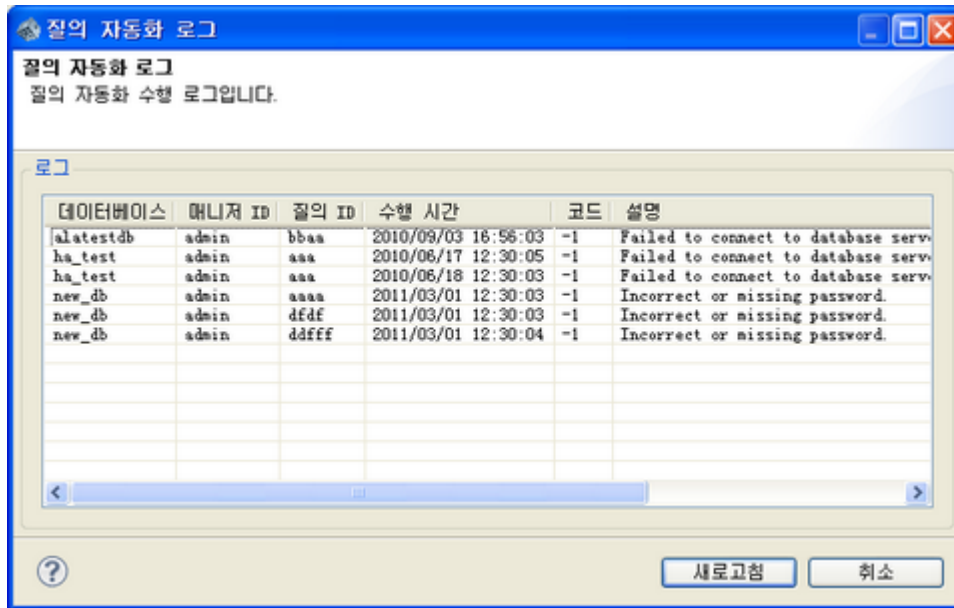 질의 자동화 로그
질의 자동화 로그
질의 자동화 수행 로그입니다.
로그
데이터베이스 매니저 ID 질의 ID 수행 시간 코드 설명
alatestdb admin bbaa 2010/09/03 16:56:03 -1 Failed to connect to database serv
ha_test admin aaa 2010/06/17 12:30:05 -1 Failed to connect to database serv
ha_test admin aaa 2010/06/18 12:30:03 -1 Failed to connect to database serv
new_db admin aaaa 2011/03/01 12:30:03 -1 Incorrect or missing password.
new_db admin dfdf 2011/03/01 12:30:03 -1 Incorrect or missing password.
new_db admin ddfff 2011/03/01 12:30:04 -1 Incorrect or missing password.
새로고침 취소